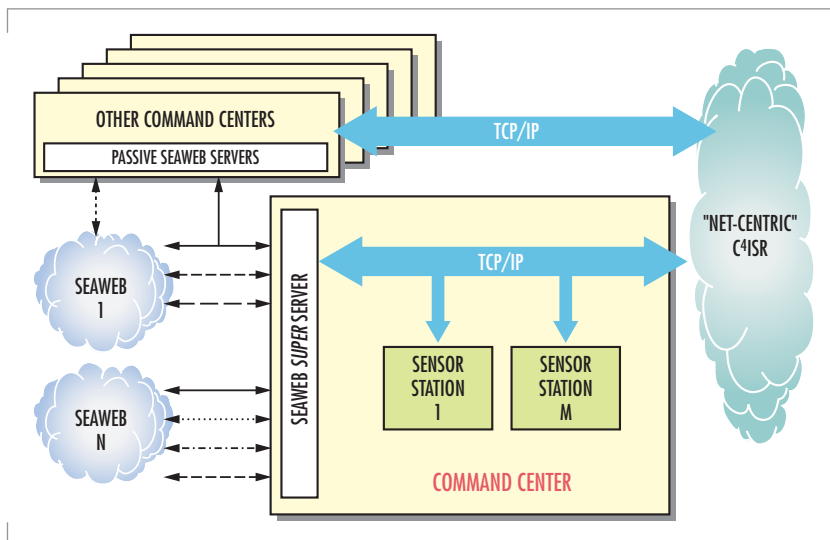 OTHER COMMAND CENTERS
PASSIVE SEAWEB SERVERS
TCP/IP
"NET-CENTRIC"
C⁴ISR
SEAWEB
1
SEAWEB
N
SEAWEB SUPER SERVER
TCP/IP
SENSOR
STATION
1
SENSOR
STATION
M
COMMAND CENTER